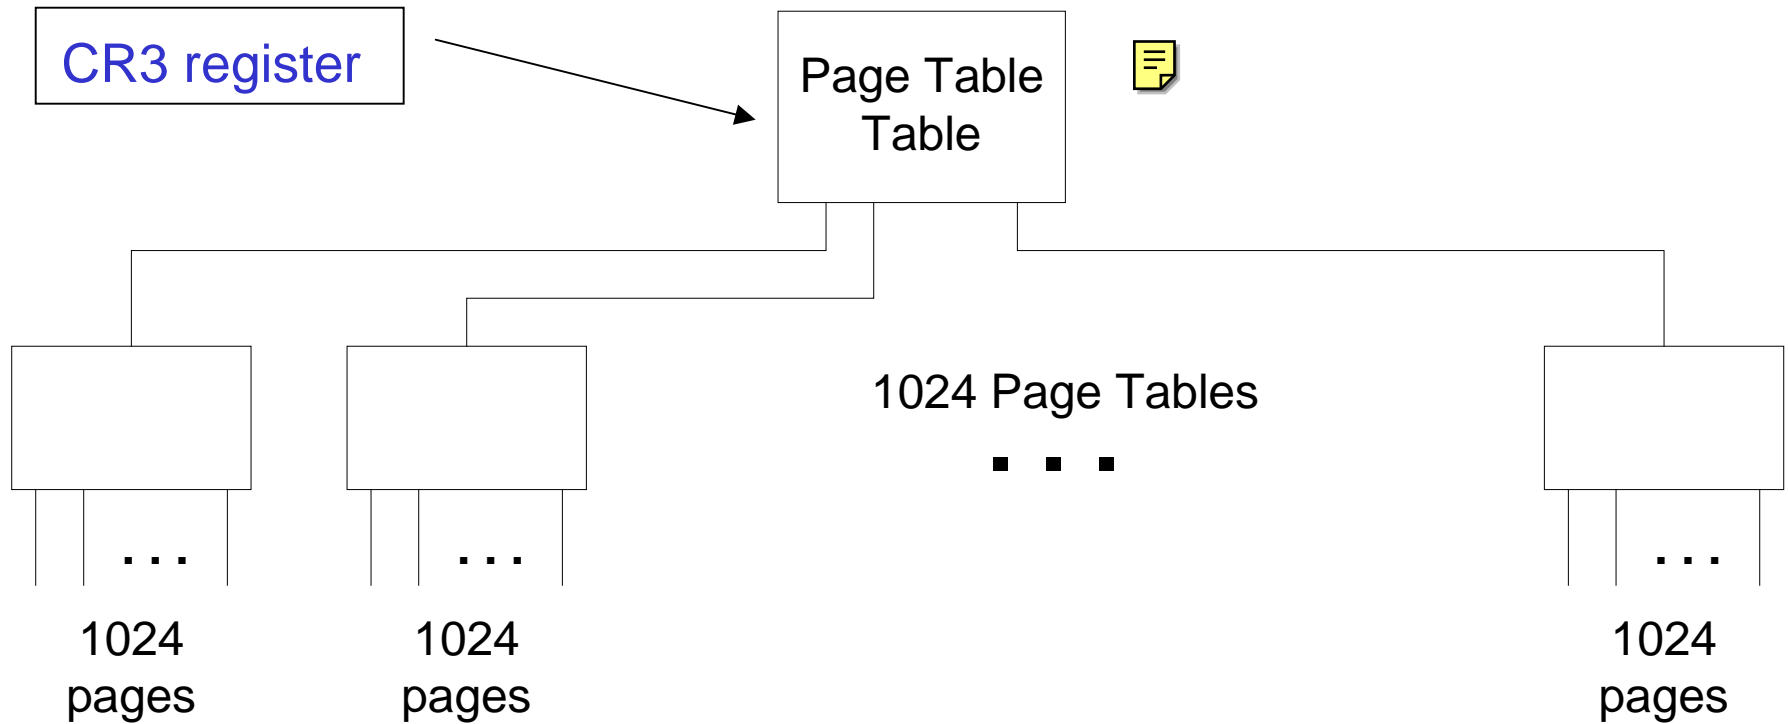 CR3 register
Page Table
Table
1024 Page Tables
. . .
. . .
. . .
. . .
1024
pages
1024
pages
1024
pages